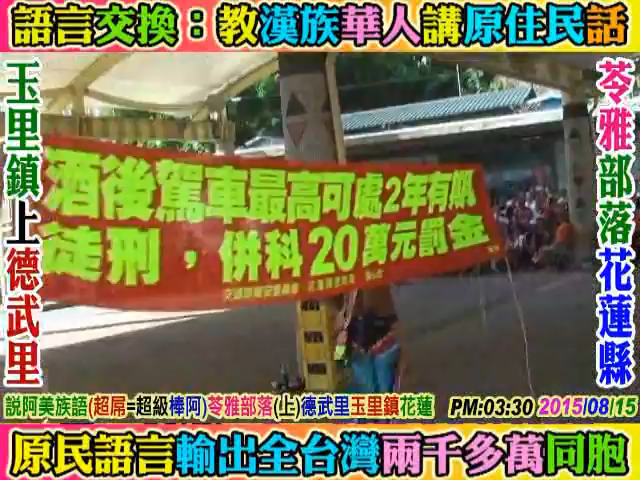 語言交換：教漢族華人講原住民話
玉里鎮上德武里
苓雅部落花蓮縣
酒後駕車最高可處2年有期
徒刑，併科20萬元罰金
説阿美族語(超屌=超級棒阿)苓雅部落(上)德武里玉里鎮花蓮 PM:03:30 2015/08/15
原民語言輸出全台灣兩千多萬同胞